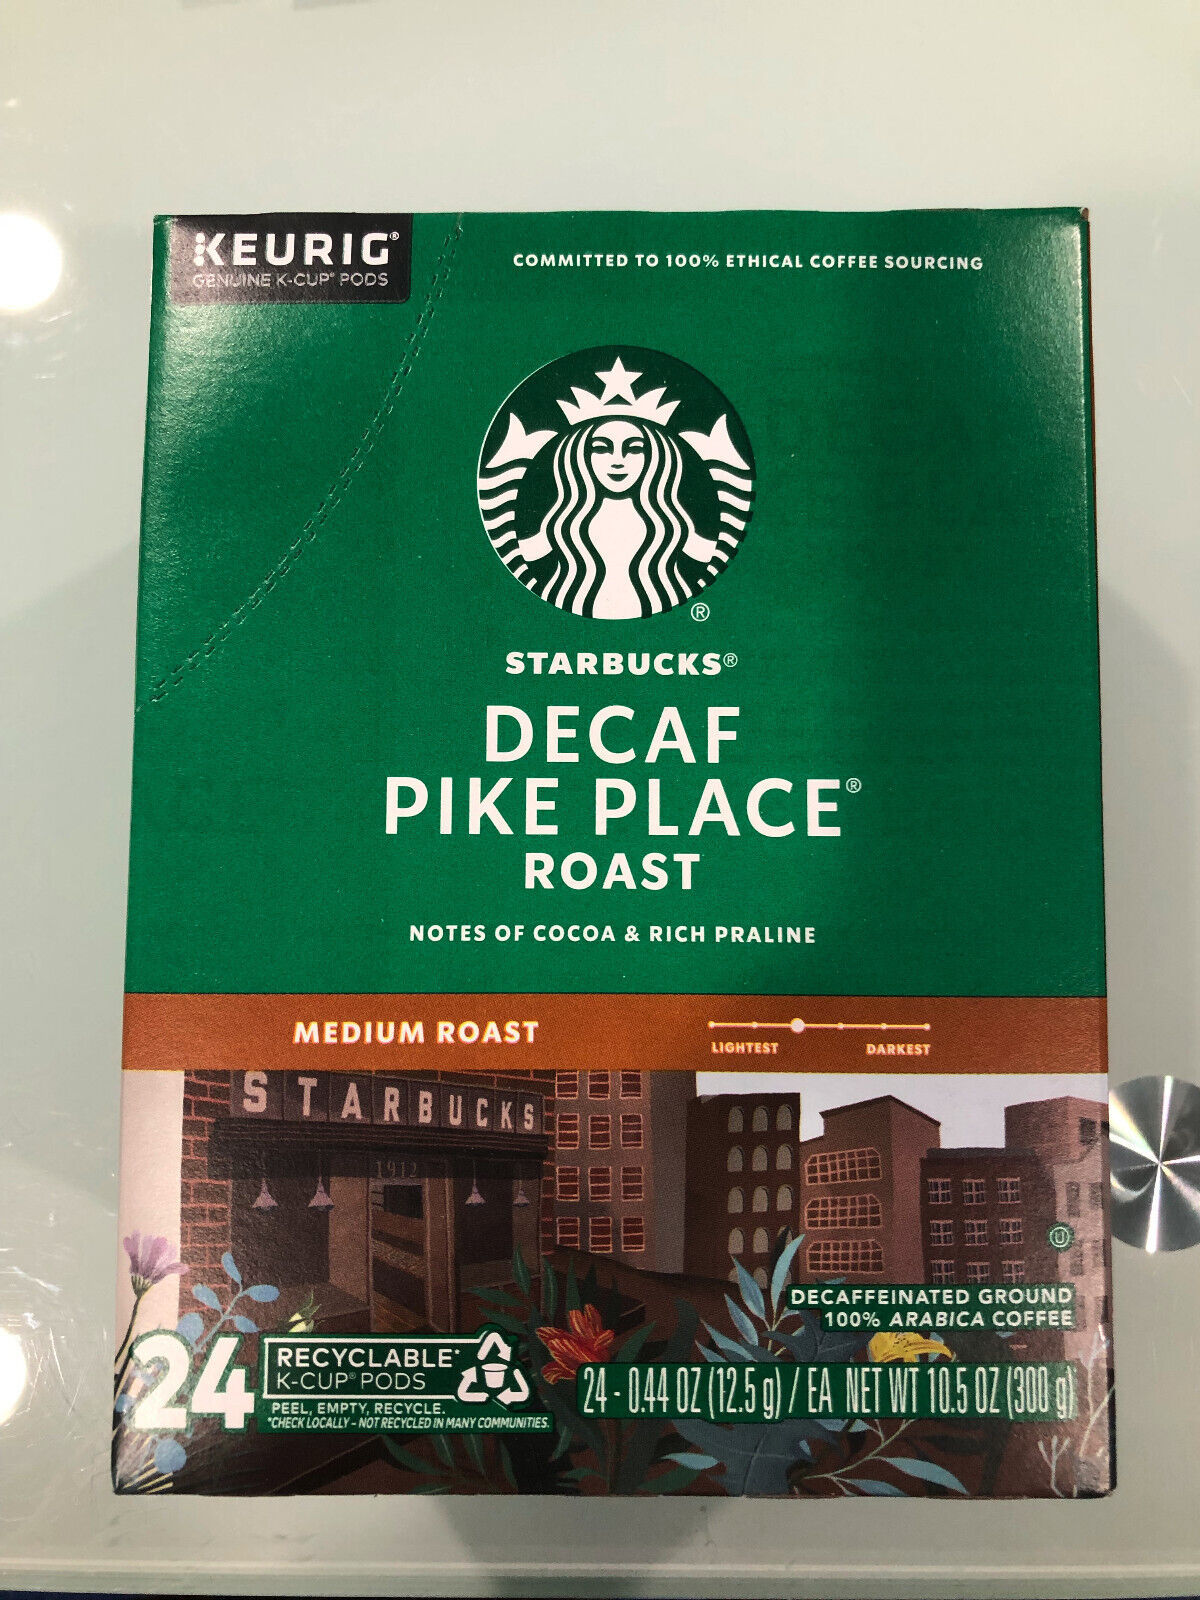 KEURIG®
GENUINE K-CUP® PODS
COMMITTED TO 100% ETHICAL COFFEE SOURCING
®
STARBUCKS®
DECAF
PIKE PLACE®
ROAST
NOTES OF COCOA & RICH PRALINE
MEDIUM ROAST
LIGHTEST DARKEST
STARBUCKS
1912
U
DECAFFEINATED GROUND
100% ARABICA COFFEE
24
RECYCLABLE*
K-CUP® PODS
PEEL, EMPTY, RECYCLE.
*CHECK LOCALLY – NOT RECYCLED IN MANY COMMUNITIES.
24 - 0.44 OZ (12.5 g) / EA NET WT 10.5 OZ (300 g)